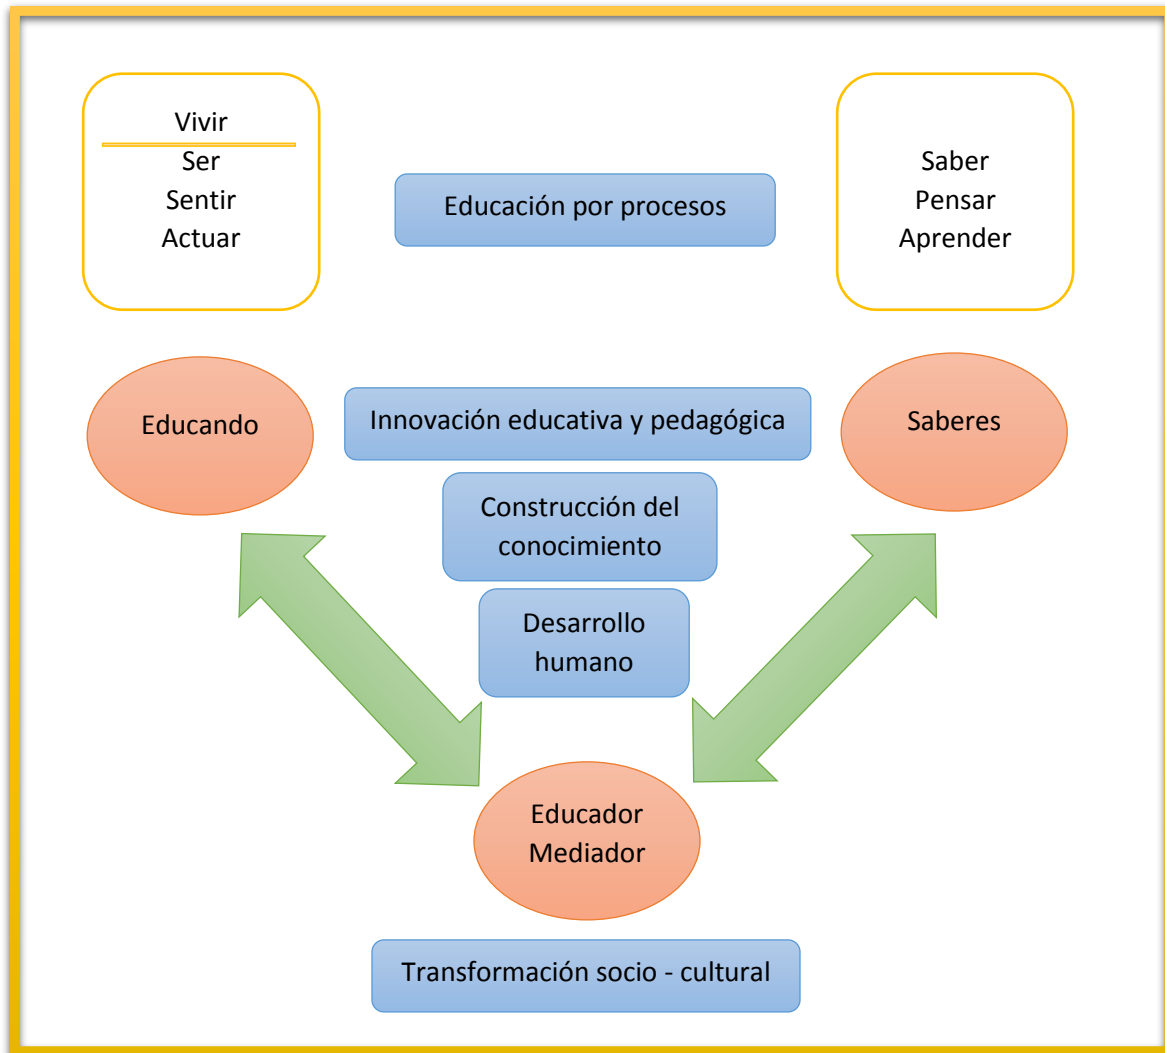 Vivir
Ser
Sentir
Actuar
Educación por procesos
Saber
Pensar
Aprender
Educando
Innovación educativa y pedagógica
Saberes
Construcción del
conocimiento
Desarrollo
humano
Educador
Mediador
Transformación socio - cultural